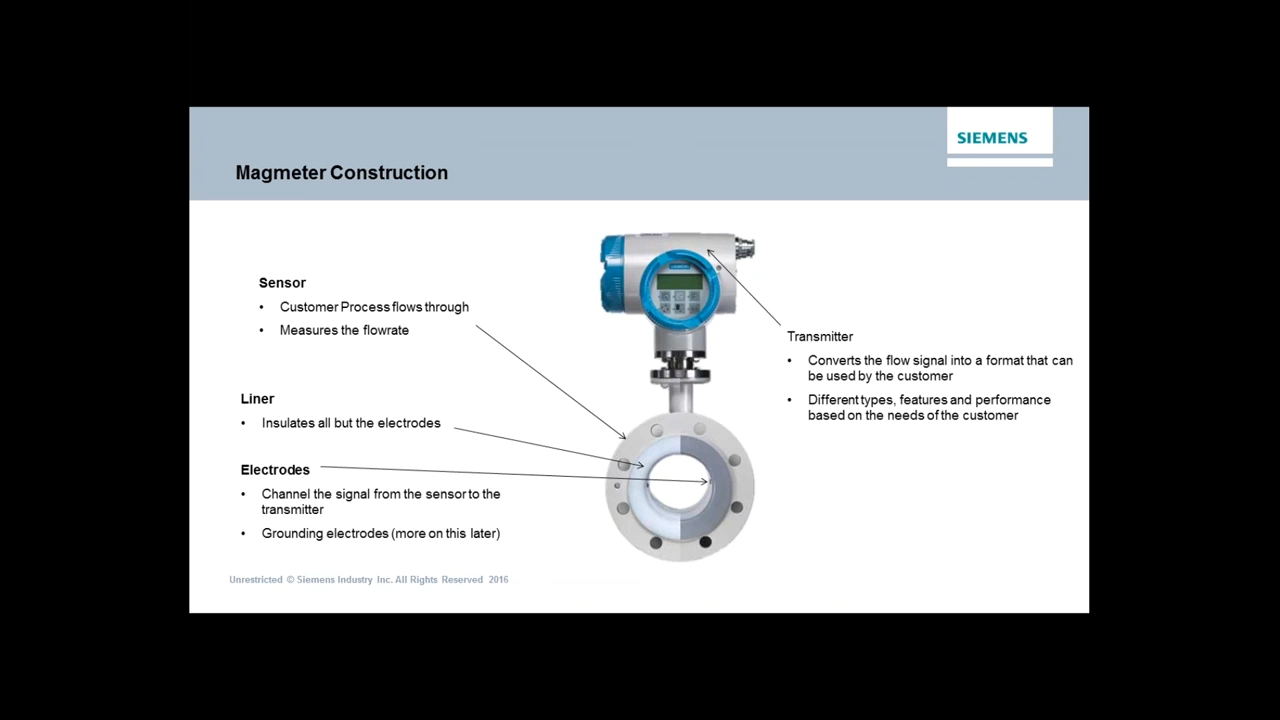 SIEMENS
Magmeter Construction
Sensor
• Customer Process flows through
• Measures the flowrate
Liner
• Insulates all but the electrodes
Electrodes
• Channel the signal from the sensor to the
transmitter
• Grounding electrodes (more on this later)
Transmitter
• Converts the flow signal into a format that can
be used by the customer
• Different types, features and performance
based on the needs of the customer
Unrestricted © Siemens Industry Inc. All Rights Reserved 2016